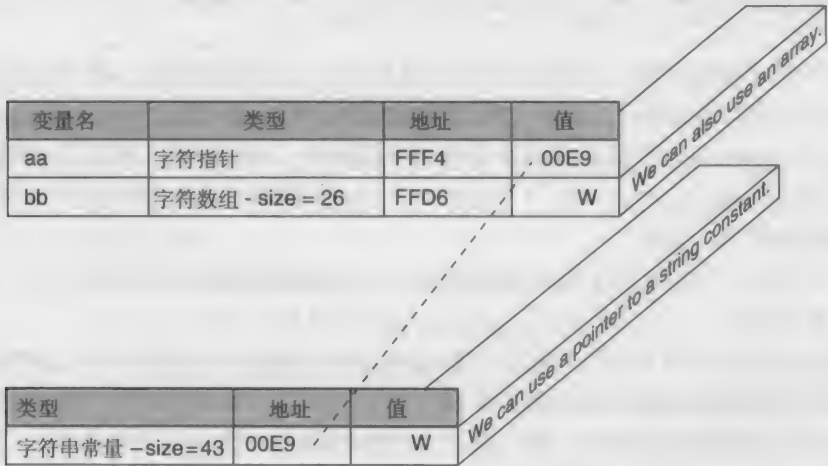 变量名 类型 地址 值
aa 字符指针 FFF4 00E9
bb 字符数组 - size = 26 FFD6 W
We can also use an array.
类型 地址 值
字符串常量 –size=43 00E9 W
We can use a pointer to a string constant.